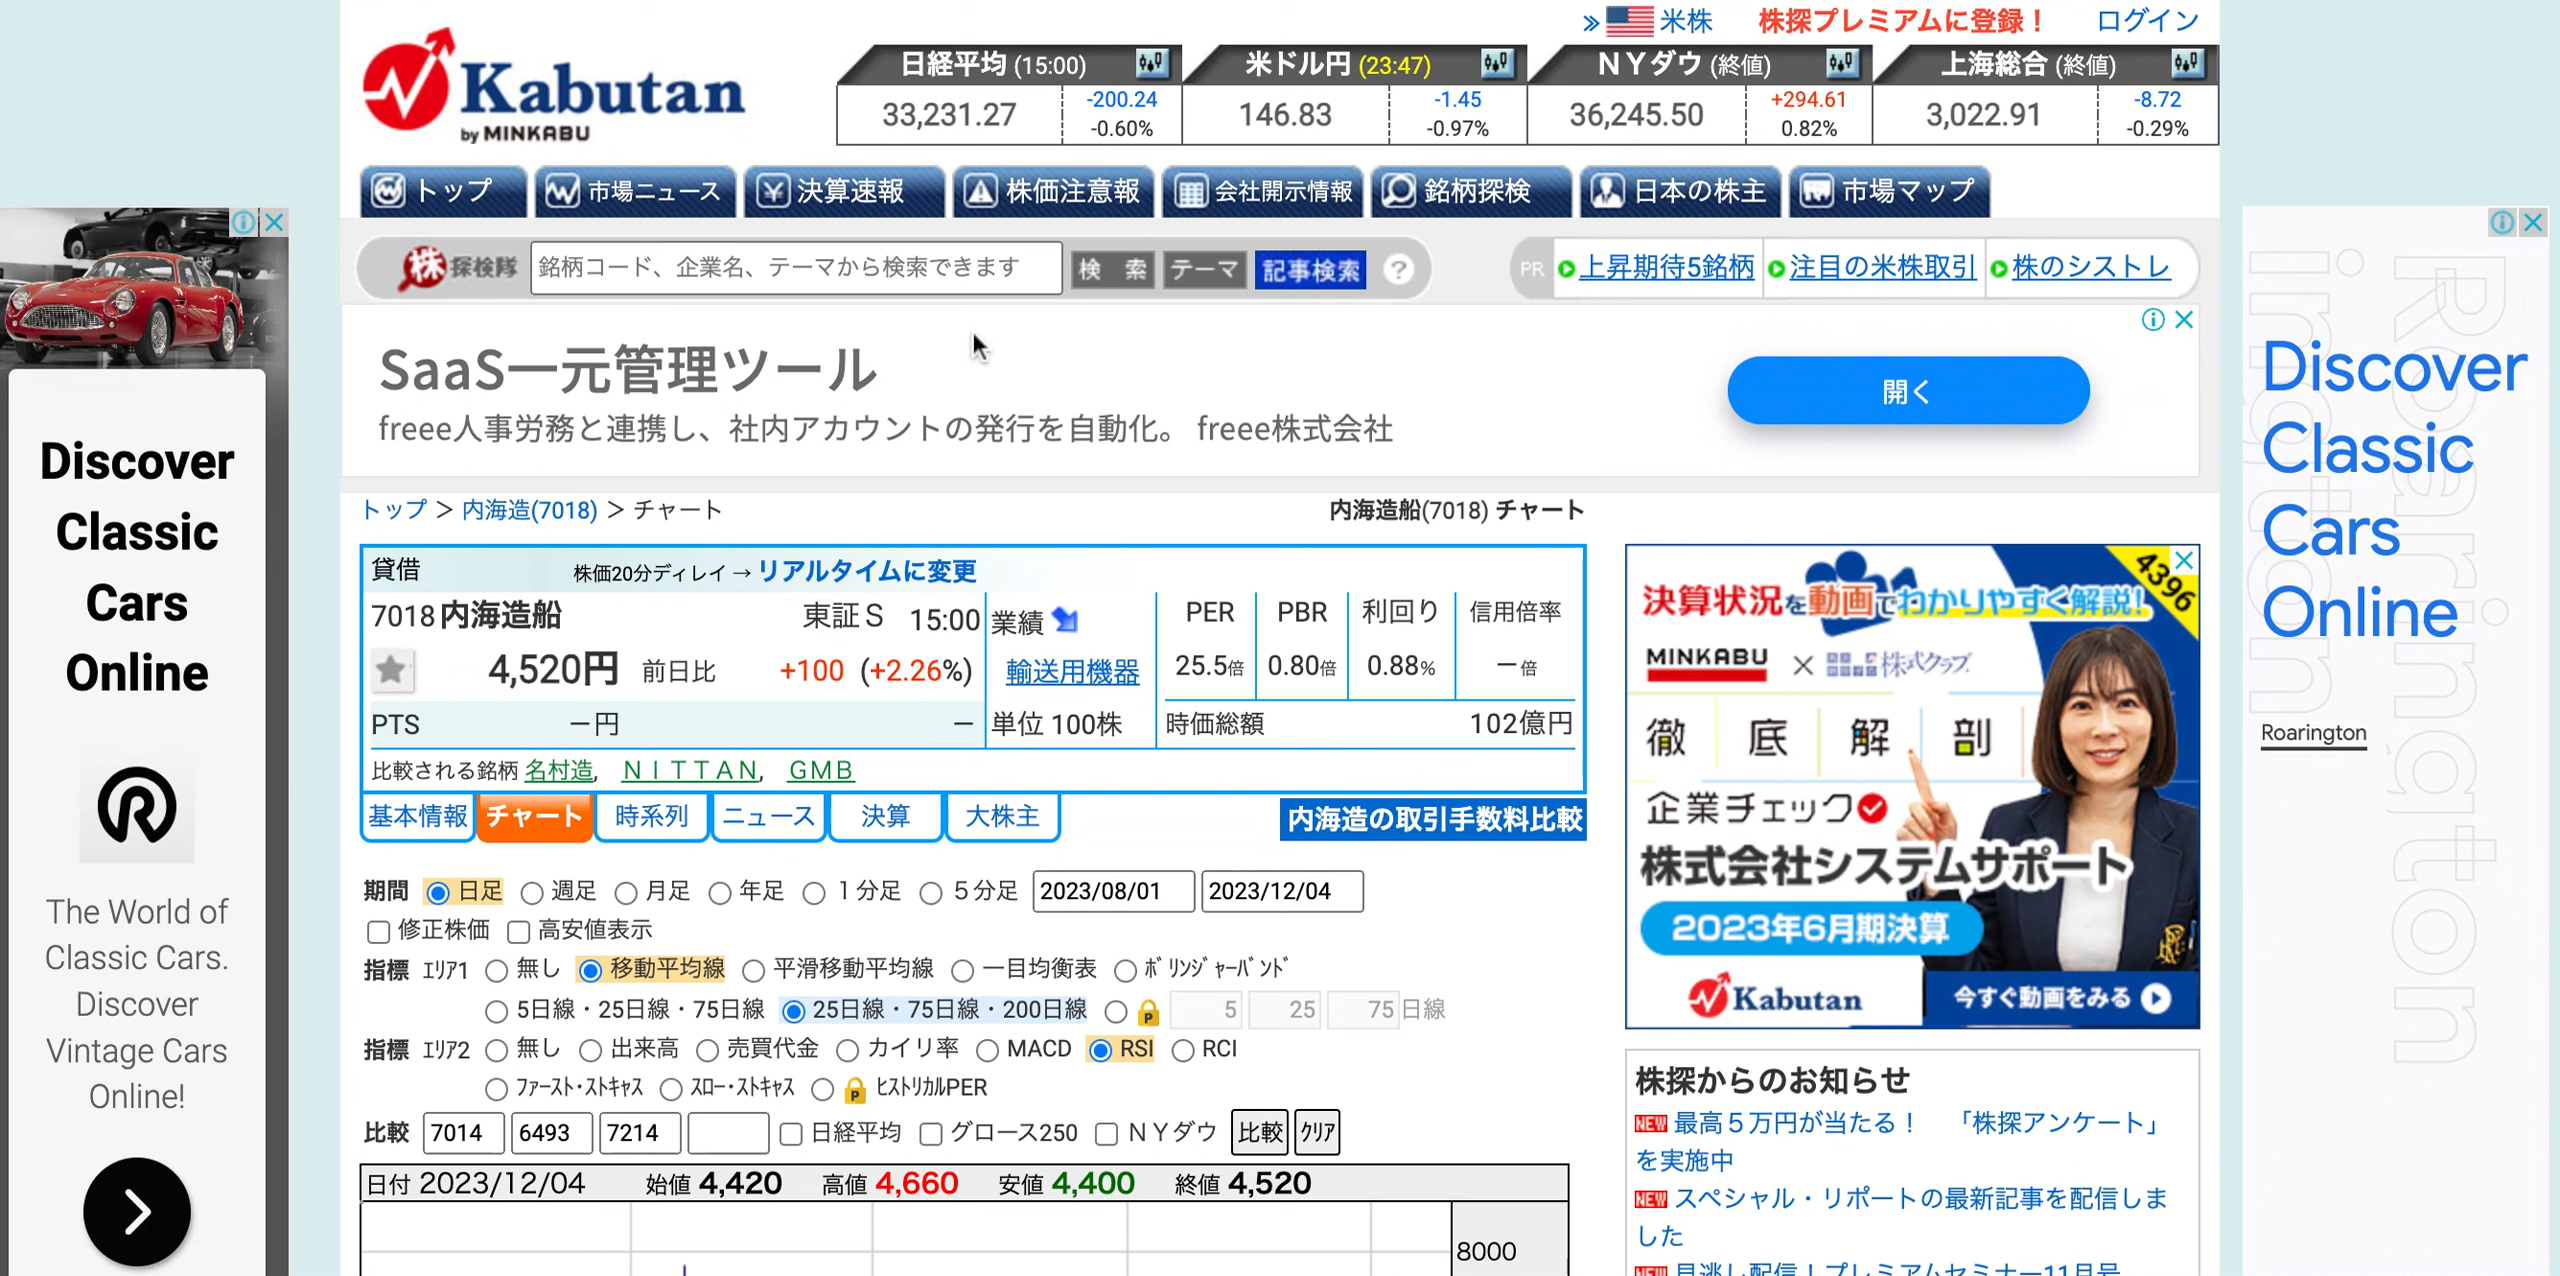 米株 株探プレミアムに登録！ ログイン
Kabutan
by MINKABU
日経平均 (15:00) 米ドル円 (23:47) ＮＹダウ (終値) 上海総合 (終値)
33,231.27 -200.24 -0.60% 146.83 -1.45 -0.97% 36,245.50 +294.61 0.82% 3,022.91 -8.72 -0.29%
トップ 市場ニュース 決算速報 株価注意報 会社開示情報 銘柄探検 日本の株主 市場マップ
株 探検隊 銘柄コード、企業名、テーマから検索できます 検 索 テーマ 記事検索 ? PR 上昇期待5銘柄 注目の米株取引 株のシストレ
SaaS一元管理ツール
freee人事労務と連携し、社内アカウントの発行を自動化。 freee株式会社
開く
トップ ＞ 内海造(7018) ＞ チャート 内海造船(7018) チャート
貸借 株価20分ディレイ → リアルタイムに変更
7018 内海造船 東証Ｓ 15:00 業績 PER PBR 利回り 信用倍率
4,520円 前日比 +100 (+2.26%) 輸送用機器 25.5倍 0.80倍 0.88% －倍
PTS －円 － 単位 100株 時価総額 102億円
比較される銘柄 名村造, ＮＩＴＴＡＮ, ＧＭＢ
基本情報 チャート 時系列 ニュース 決算 大株主 内海造の取引手数料比較
期間 日足 週足 月足 年足 １分足 ５分足 2023/08/01 2023/12/04
修正株価 高安値表示
指標 ｴﾘｱ1 無し 移動平均線 平滑移動平均線 一目均衡表 ﾎﾞﾘﾝｼﾞｬｰﾊﾞﾝﾄﾞ
5日線・25日線・75日線 25日線・75日線・200日線 P 5 25 75 日線
指標 ｴﾘｱ2 無し 出来高 売買代金 カイリ率 MACD RSI RCI
ﾌｧｰｽﾄ・ｽﾄｷｬｽ ｽﾛｰ・ｽﾄｷｬｽ P ﾋｽﾄﾘｶﾙPER
比較 7014 6493 7214 日経平均 グロース250 ＮＹダウ 比較 ｸﾘｱ
日付 2023/12/04 始値 4,420 高値 4,660 安値 4,400 終値 4,520
8000
Discover
Classic
Cars
Online
The World of
Classic Cars.
Discover
Vintage Cars
Online!
4396
決算状況を動画でわかりやすく解説!
MINKABU × 株式クラブ
徹 底 解 剖
企業チェック
株式会社システムサポート
2023年6月期決算
Kabutan 今すぐ動画をみる
株探からのお知らせ
NEW 最高５万円が当たる！ 「株探アンケート」
を実施中
NEW スペシャル・リポートの最新記事を配信しま
した
NEW 見逃し配信！プレミアムセミナー11月号
Discover
Classic
Cars
Online
Roarington
Roarington